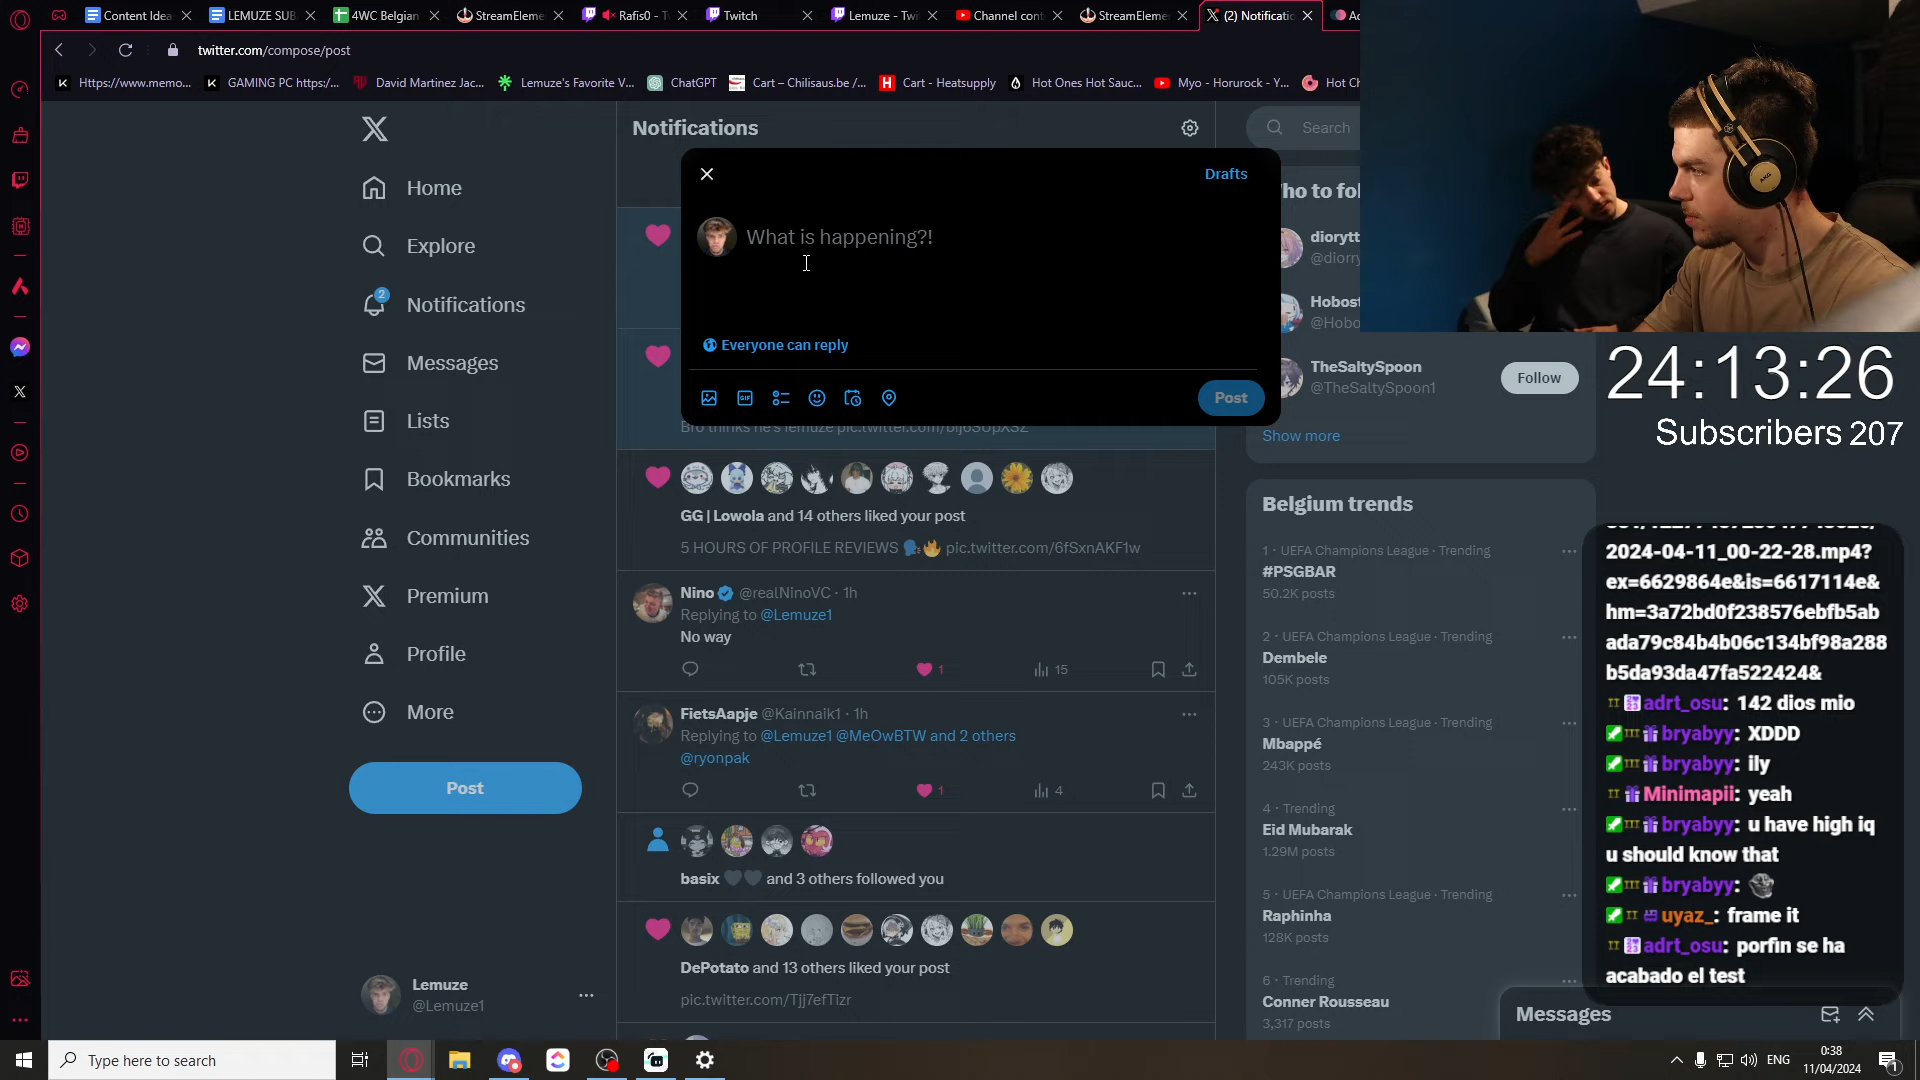 Content Idea
LEMUZE SUB
4WC Belgian
StreamEleme
Rafis0 - T
Twitch
Lemuze - Tw
Channel cont
StreamEleme
(2) Notificatio
twitter.com/compose/post
Https://www.memo...
GAMING PC https:/...
David Martinez Jac...
Lemuze's Favorite V...
ChatGPT
Cart – Chilisaus.be /...
Cart - Heatsupply
Hot Ones Hot Sauc...
Myo - Horurock - Y...
Hot Ch
Home
Explore
2
Notifications
Messages
Lists
Bookmarks
Communities
Premium
Profile
More
Post
Lemuze
@Lemuze1
Notifications
Drafts
What is happening?!
Everyone can reply
GIF
Post
Bro thinks he's lemuze
GG | Lowola and 14 others liked your post
5 HOURS OF PROFILE REVIEWS 🗣️🔥 pic.twitter.com/6fSxnAKF1w
Nino @realNinoVC · 1h
Replying to @Lemuze1
No way
1
15
FietsAapje @Kainnaik1 · 1h
Replying to @Lemuze1 @MeOwBTW and 2 others
@ryonpak
1
4
basix 🖤🖤 and 3 others followed you
DePotato and 13 others liked your post
pic.twitter.com/Tjj7efTizr
Search
ho to fol
diorytt
@diorry
Hobost
@Hobo
TheSaltySpoon
@TheSaltySpoon1
Follow
Show more
Belgium trends
1 · UEFA Champions League · Trending
#PSGBAR
50.2K posts
2 · UEFA Champions League · Trending
Dembele
105K posts
3 · UEFA Champions League · Trending
Mbappé
243K posts
4 · Trending
Eid Mubarak
1.29M posts
5 · UEFA Champions League · Trending
Raphinha
128K posts
6 · Trending
Conner Rousseau
3,317 posts
AKG
24:13:26
Subscribers 207
2024-04-11_00-22-28.mp4?
ex=6629864e&is=6617114e&
hm=3a72bd0f238576ebfb5ab
ada79c84b4b06c134bf98a288
b5da93da47fa522424&
adrt_osu: 142 dios mio
bryabyy: XDDD
bryabyy: ily
Minimapii: yeah
bryabyy: u have high iq
u should know that
bryabyy:
uyaz_: frame it
adrt_osu: porfin se ha
acabado el test
Messages
Type here to search
ENG
0:38
11/04/2024
1